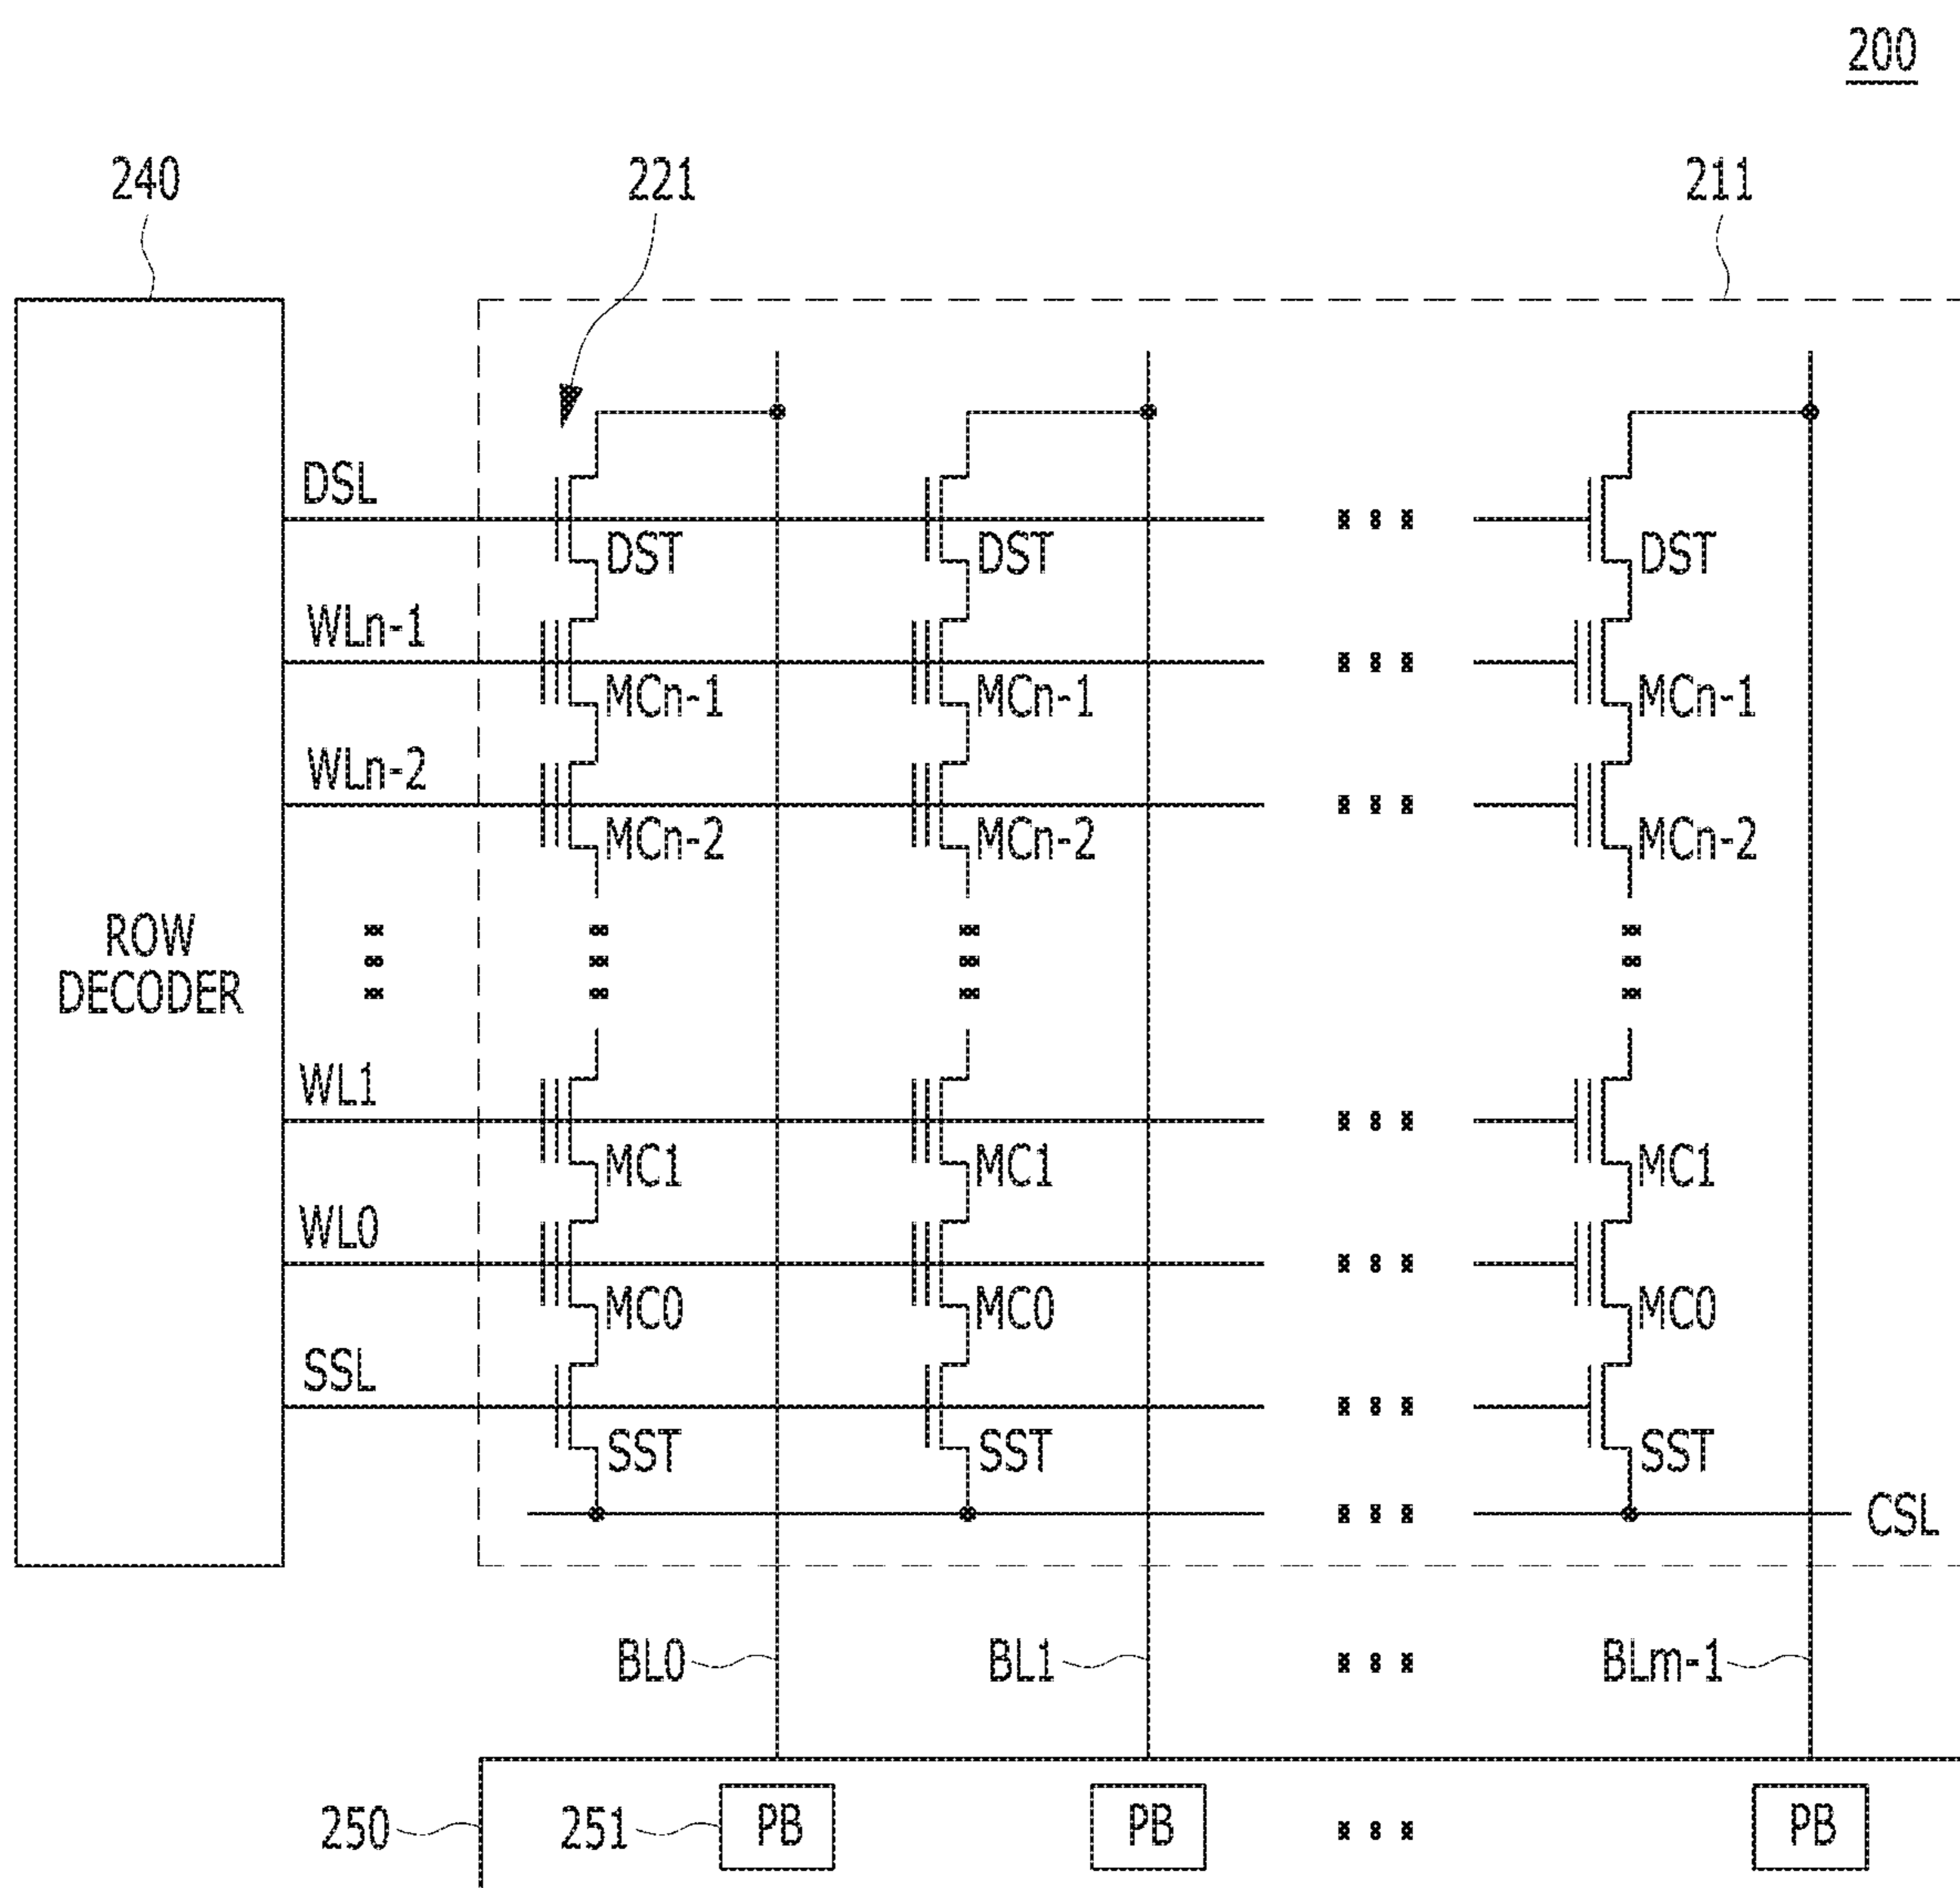 200
240 221 211
DSL
DST DST DST
WLn-1
MCn-1 MCn-1 MCn-1
WLn-2
MCn-2 MCn-2 MCn-2
ROW
DECODER
WL1
MC1 MC1 MC1
WL0
MC0 MC0 MC0
SSL
SST SST SST
CSL
BL0 BL1 BLm-1
250 251 PB PB PB